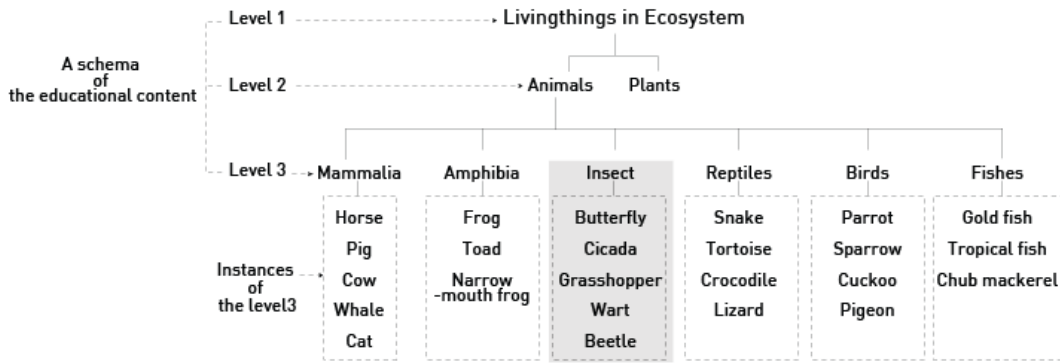 Level 1
Livingthings in Ecosystem
A schema
of
the educational content
Level 2
Animals
Plants
Level 3
Mammalia
Amphibia
Insect
Reptiles
Birds
Fishes
Instances
of
the level3
Horse
Pig
Cow
Whale
Cat
Frog
Toad
Narrow
-mouth frog
Butterfly
Cicada
Grasshopper
Wart
Beetle
Snake
Tortoise
Crocodile
Lizard
Parrot
Sparrow
Cuckoo
Pigeon
Gold fish
Tropical fish
Chub mackerel